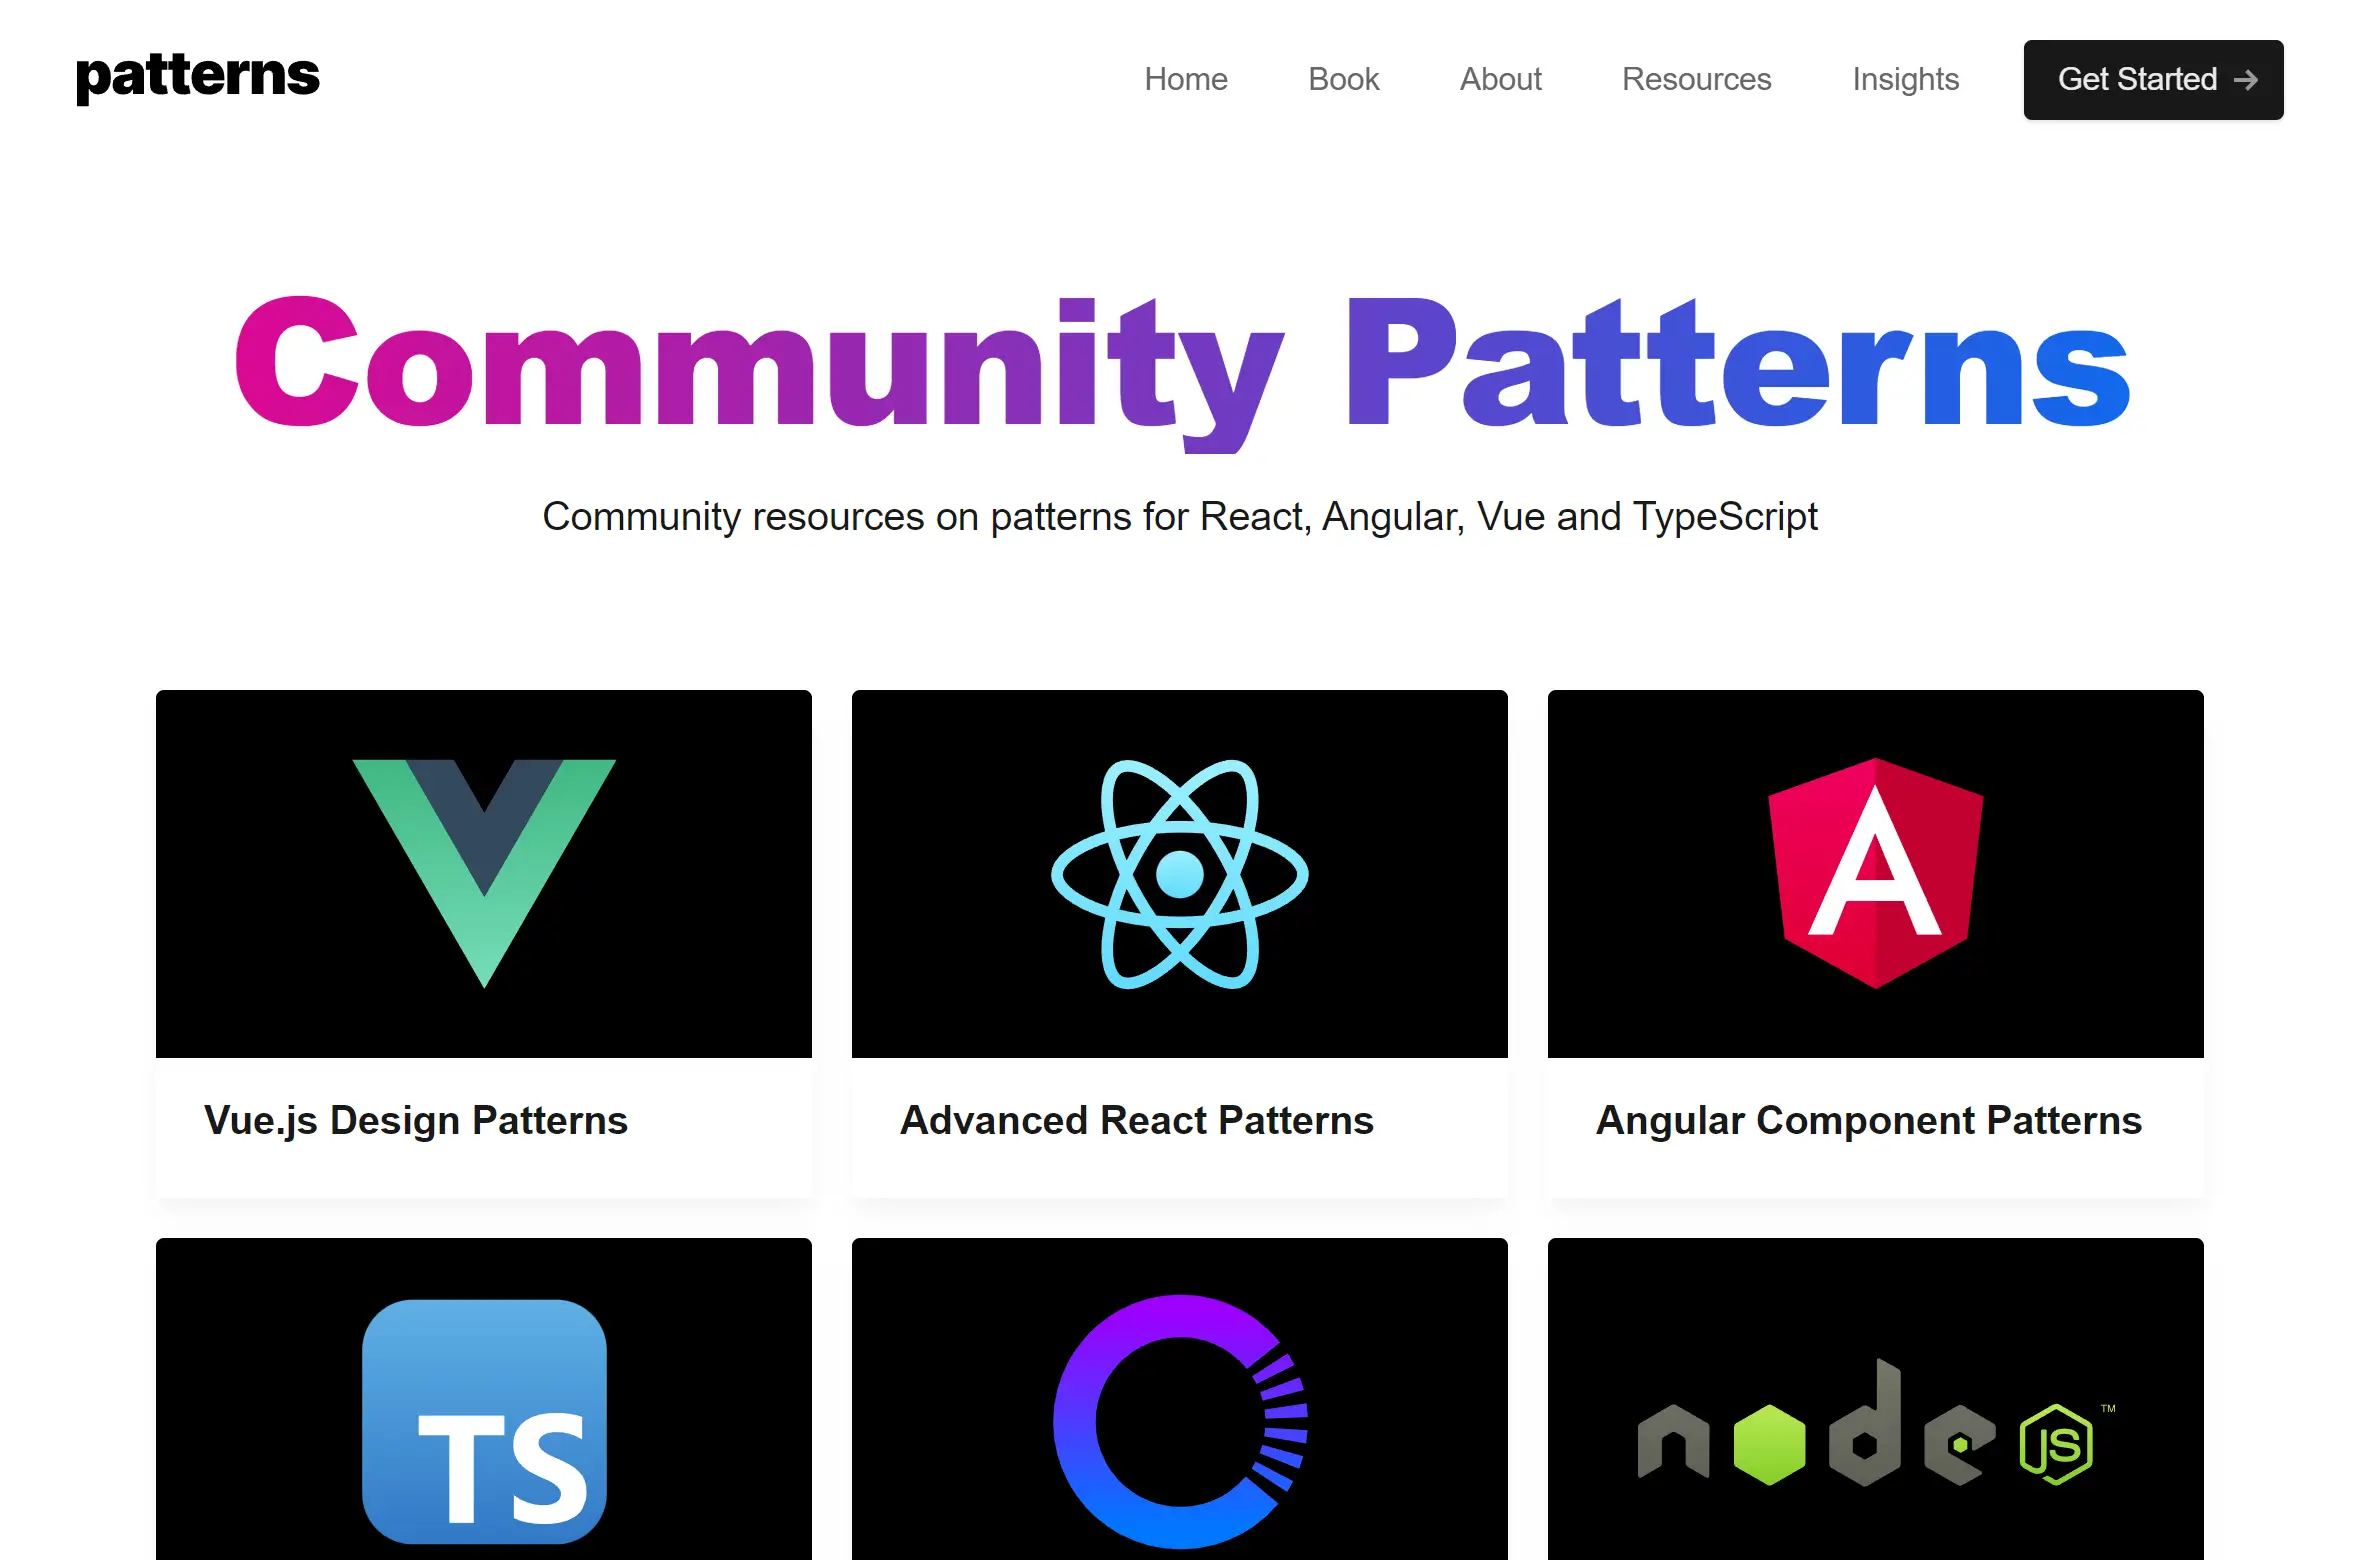 patterns
Home Book About Resources Insights Get Started →
Community Patterns
Community resources on patterns for React, Angular, Vue and TypeScript
Vue.js Design Patterns
Advanced React Patterns
Angular Component Patterns
TS
node JS ™